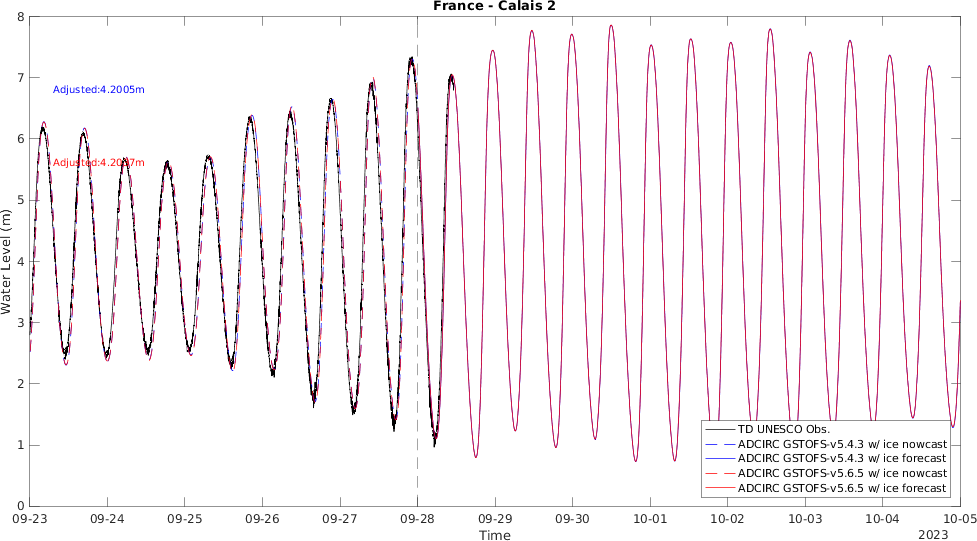 France - Calais 2
8
7
6
5
4
3
2
1
0
Water Level (m)
Adjusted:4.2005m
Adjusted:4.2007m
TD UNESCO Obs.
ADCIRC GSTOFS-v5.4.3 w/ ice nowcast
ADCIRC GSTOFS-v5.4.3 w/ ice forecast
ADCIRC GSTOFS-v5.6.5 w/ ice nowcast
ADCIRC GSTOFS-v5.6.5 w/ ice forecast
09-23 09-24 09-25 09-26 09-27 09-28 09-29 09-30 10-01 10-02 10-03 10-04 10-05
Time
2023